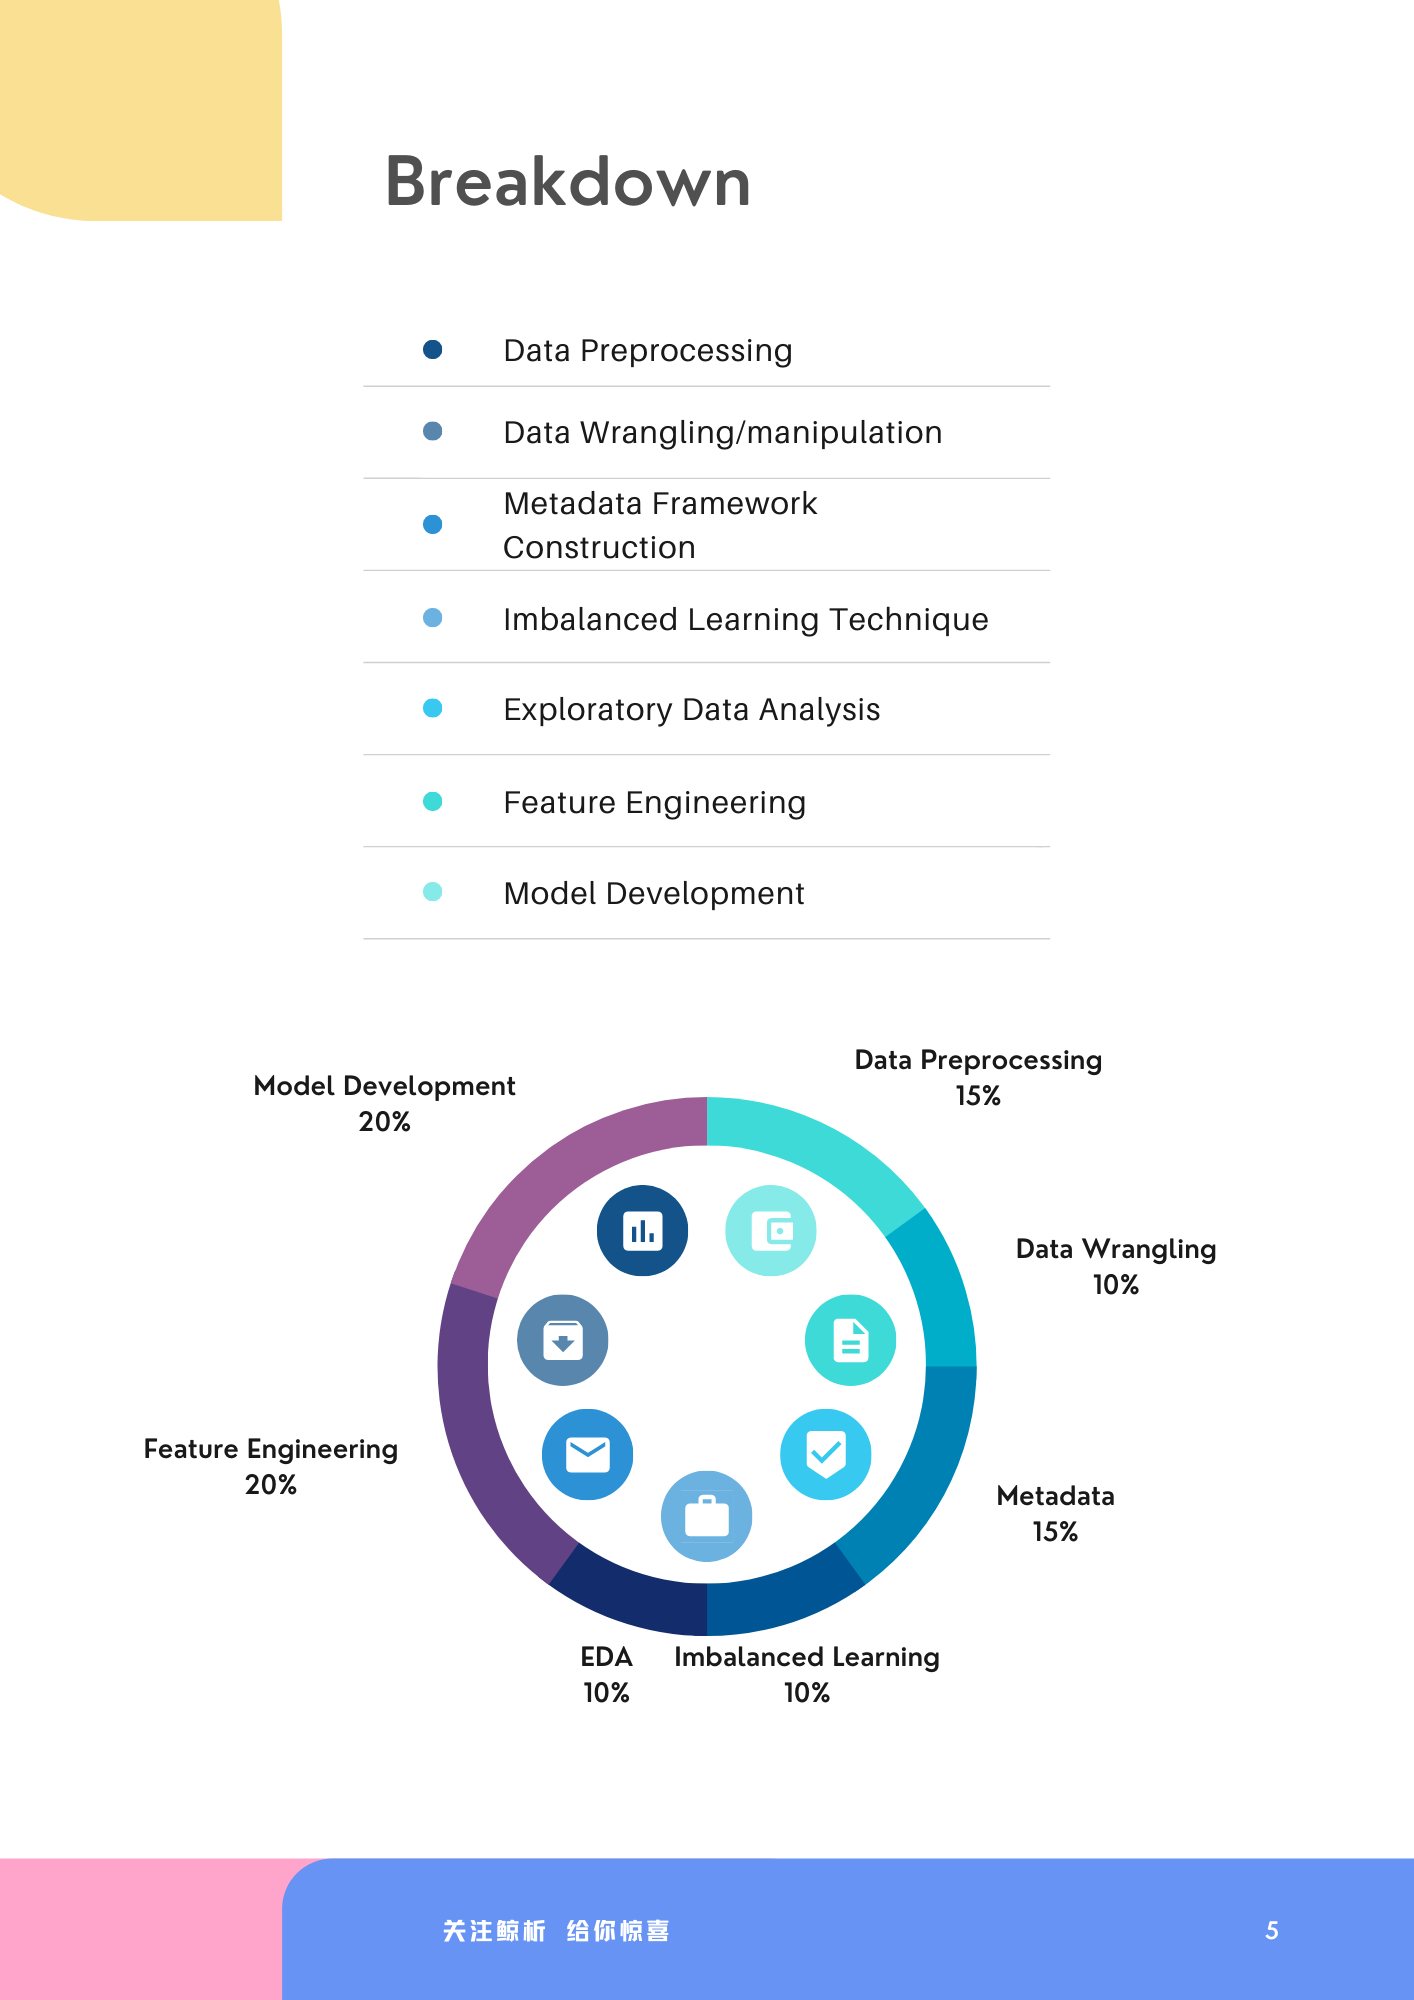 Breakdown
Data Preprocessing
Data Wrangling/manipulation
Metadata Framework
Construction
Imbalanced Learning Technique
Exploratory Data Analysis
Feature Engineering
Model Development
Data Preprocessing
15%
Model Development
20%
Data Wrangling
10%
Feature Engineering
20%
Metadata
15%
EDA
10%
Imbalanced Learning
10%
关注鲸析 给你惊喜
5